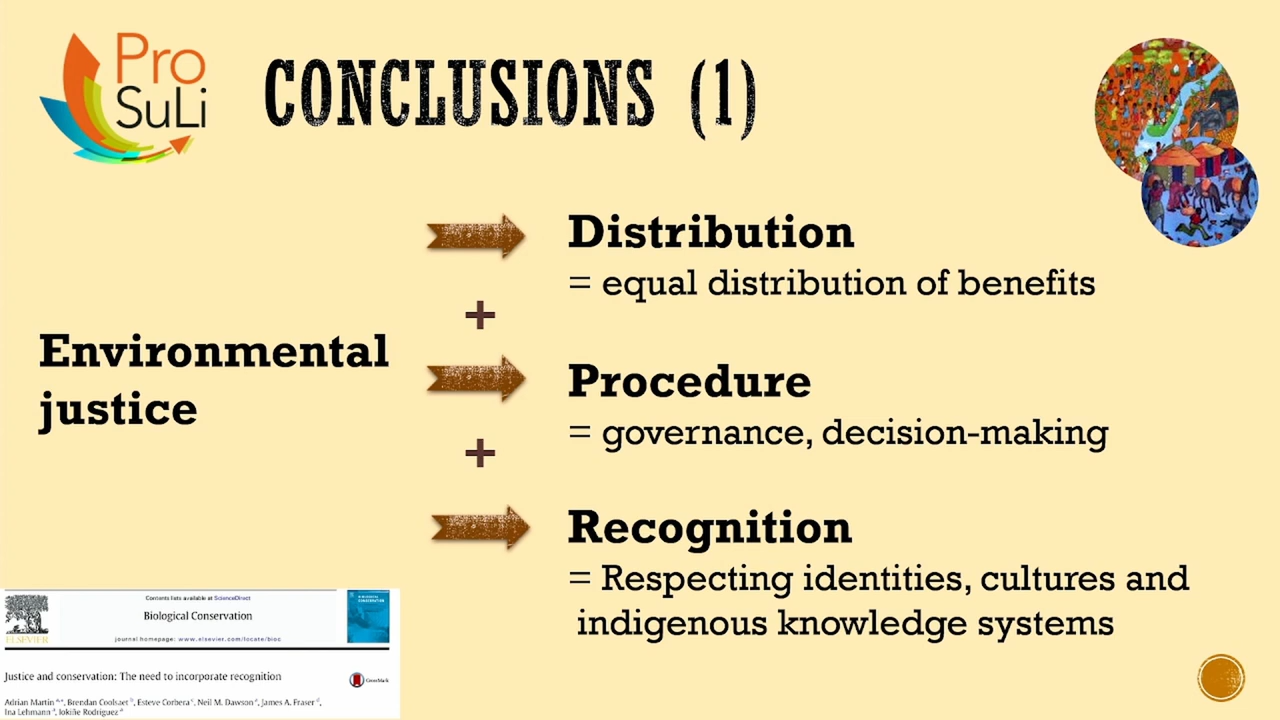 Pro
SuLi
CONCLUSIONS (1)
Distribution
= equal distribution of benefits
+
Environmental
justice
Procedure
= governance, decision-making
+
Recognition
= Respecting identities, cultures and
indigenous knowledge systems
Contents lists available at ScienceDirect
Biological Conservation
journal homepage: www.elsevier.com/locate/bioc
ELSEVIER
BIOLOGICAL CONSERVATION
Justice and conservation: The need to incorporate recognition
CrossMark
Adrian Martin a,*, Brendan Coolsaet b, Esteve Corbera c, Neil M. Dawson a, James A. Fraser d,
Ina Lehmann e, Iokiñe Rodriguez a